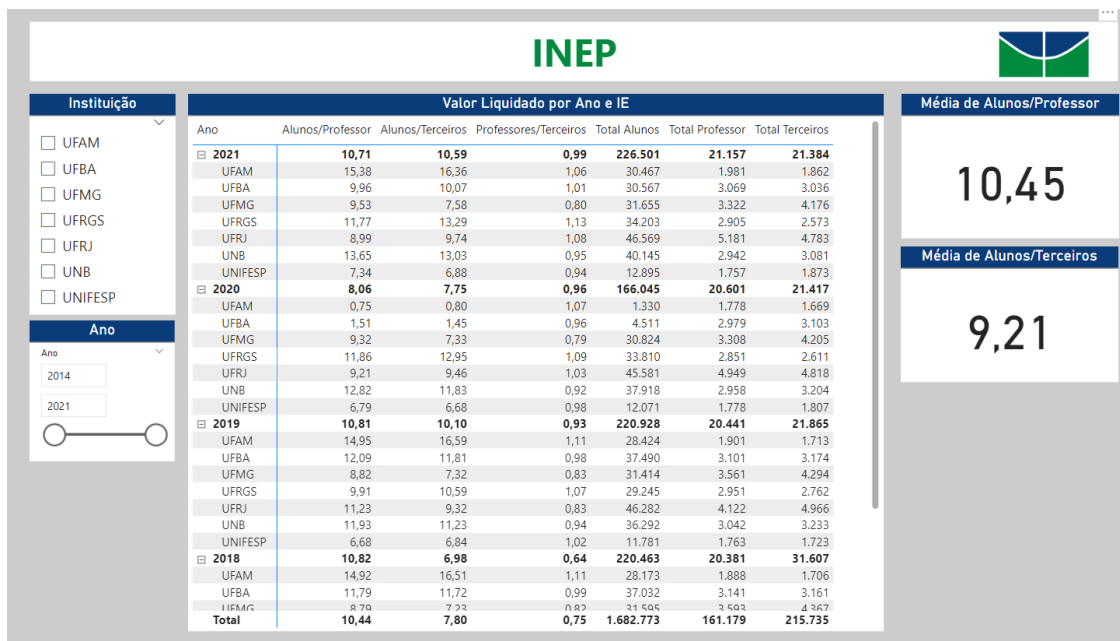 INEP
Instituição
UFAM
UFBA
UFMG
UFRGS
UFRJ
UNB
UNIFESP
Ano
Ano
2014
2021
Valor Liquidado por Ano e IE
Ano Alunos/Professor Alunos/Terceiros Professores/Terceiros Total Alunos Total Professor Total Terceiros
2021 10,71 10,59 0,99 226.501 21.157 21.384
UFAM 15,38 16,36 1,06 30.467 1.981 1.862
UFBA 9,96 10,07 1,01 30.567 3.069 3.036
UFMG 9,53 7,58 0,80 31.655 3.322 4.176
UFRGS 11,77 13,29 1,13 34.203 2.905 2.573
UFRJ 8,99 9,74 1,08 46.569 5.181 4.783
UNB 13,65 13,03 0,95 40.145 2.942 3.081
UNIFESP 7,34 6,88 0,94 12.895 1.757 1.873
2020 8,06 7,75 0,96 166.045 20.601 21.417
UFAM 0,75 0,80 1,07 1.330 1.778 1.669
UFBA 1,51 1,45 0,96 4.511 2.979 3.103
UFMG 9,32 7,33 0,79 30.824 3.308 4.205
UFRGS 11,86 12,95 1,09 33.810 2.851 2.611
UFRJ 9,21 9,46 1,03 45.581 4.949 4.818
UNB 12,82 11,83 0,92 37.918 2.958 3.204
UNIFESP 6,79 6,68 0,98 12.071 1.778 1.807
2019 10,81 10,10 0,93 220.928 20.441 21.865
UFAM 14,95 16,59 1,11 28.424 1.901 1.713
UFBA 12,09 11,81 0,98 37.490 3.101 3.174
UFMG 8,82 7,32 0,83 31.414 3.561 4.294
UFRGS 9,91 10,59 1,07 29.245 2.951 2.762
UFRJ 11,23 9,32 0,83 46.282 4.122 4.966
UNB 11,93 11,23 0,94 36.292 3.042 3.233
UNIFESP 6,68 6,84 1,02 11.781 1.763 1.723
2018 10,82 6,98 0,64 220.463 20.381 31.607
UFAM 14,92 16,51 1,11 28.173 1.888 1.706
UFBA 11,79 11,72 0,99 37.032 3.141 3.161
UFMG 8,79 7,23 0,82 31.595 3.593 4.367
Total 10,44 7,80 0,75 1.682.773 161.179 215.735
Média de Alunos/Professor
10,45
Média de Alunos/Terceiros
9,21